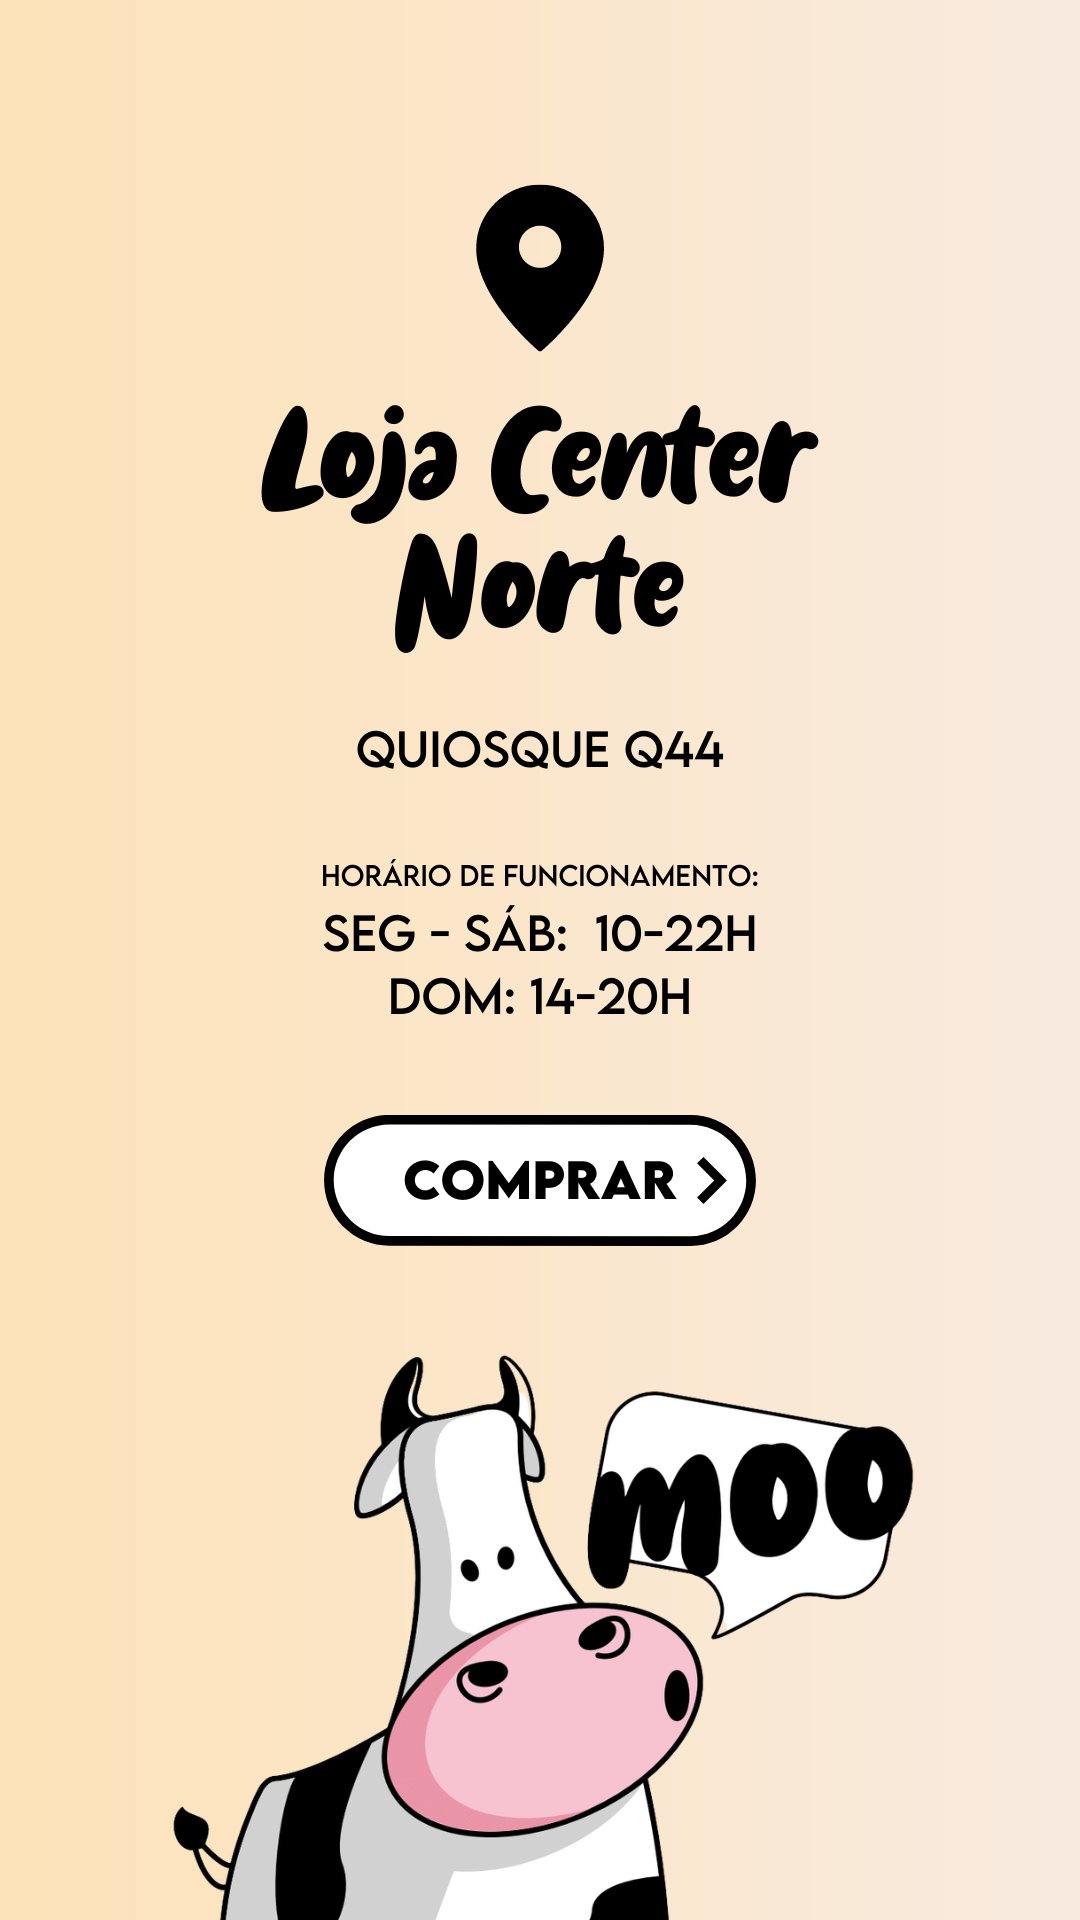 Loja Center
Norte
QUIOSQUE Q44
HORÁRIO DE FUNCIONAMENTO:
SEG - SÁB:  10-22H
DOM: 14-20H
COMPRAR
MOO